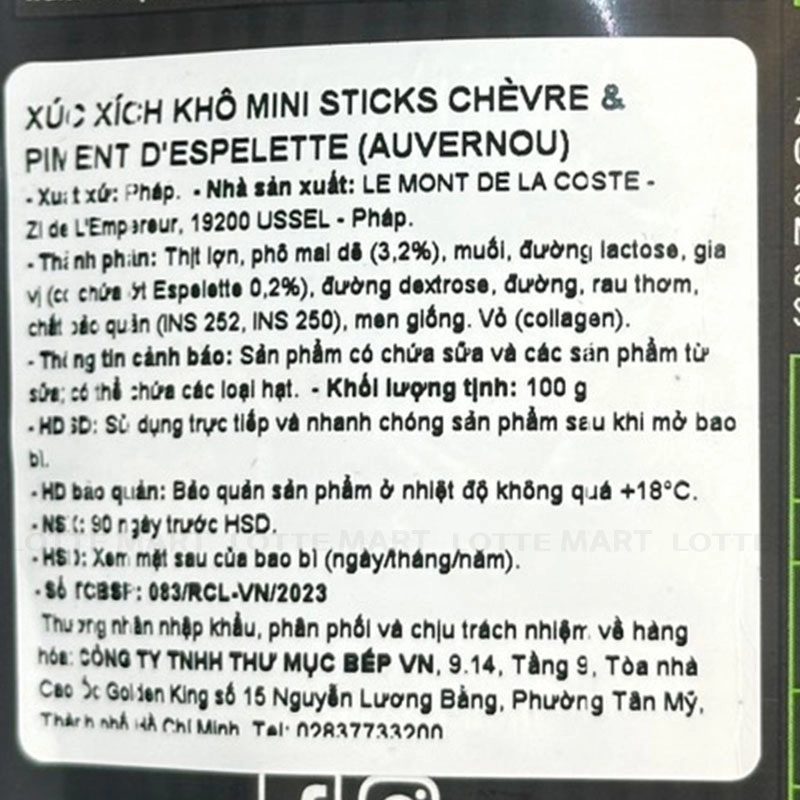 XÚC XÍCH KHÔ MINI STICKS CHÈVRE &
PIMENT D'ESPELETTE (AUVERNOU)
- Xuất xứ: Pháp. - Nhà sản xuất: LE MONT DE LA COSTE -
ZI de L'Empereur, 19200 USSEL - Pháp.
- Thành phần: Thịt lợn, phô mai dê (3,2%), muối, đường lactose, gia
vị (có chứa ớt Espelette 0,2%), đường dextrose, đường, rau thơm,
chất bảo quản (INS 252, INS 250), men giống. Vỏ (collagen).
- Thông tin cảnh báo: Sản phẩm có chứa sữa và các sản phẩm từ
sữa; có thể chứa các loại hạt. - Khối lượng tịnh: 100 g
- HDSD: Sử dụng trực tiếp và nhanh chóng sản phẩm sau khi mở bao
bì.
- HD bảo quản: Bảo quản sản phẩm ở nhiệt độ không quá +18°C.
- NSX: 90 ngày trước HSD.
LOTTE MART LOTTE MART LOTTE MART LOTTE
- HSD: Xem mặt sau của bao bì (ngày/tháng/năm).
- Số TCBSP: 083/RCL-VN/2023
Thương nhân nhập khẩu, phân phối và chịu trách nhiệm về hàng
hóa: CÔNG TY TNHH THƯ MỤC BẾP VN, 9.14, Tầng 9, Tòa nhà
Cao Ốc Golden King số 15 Nguyễn Lương Bằng, Phường Tân Mỹ,
Thành phố Hồ Chí Minh. Tel: 02837733200